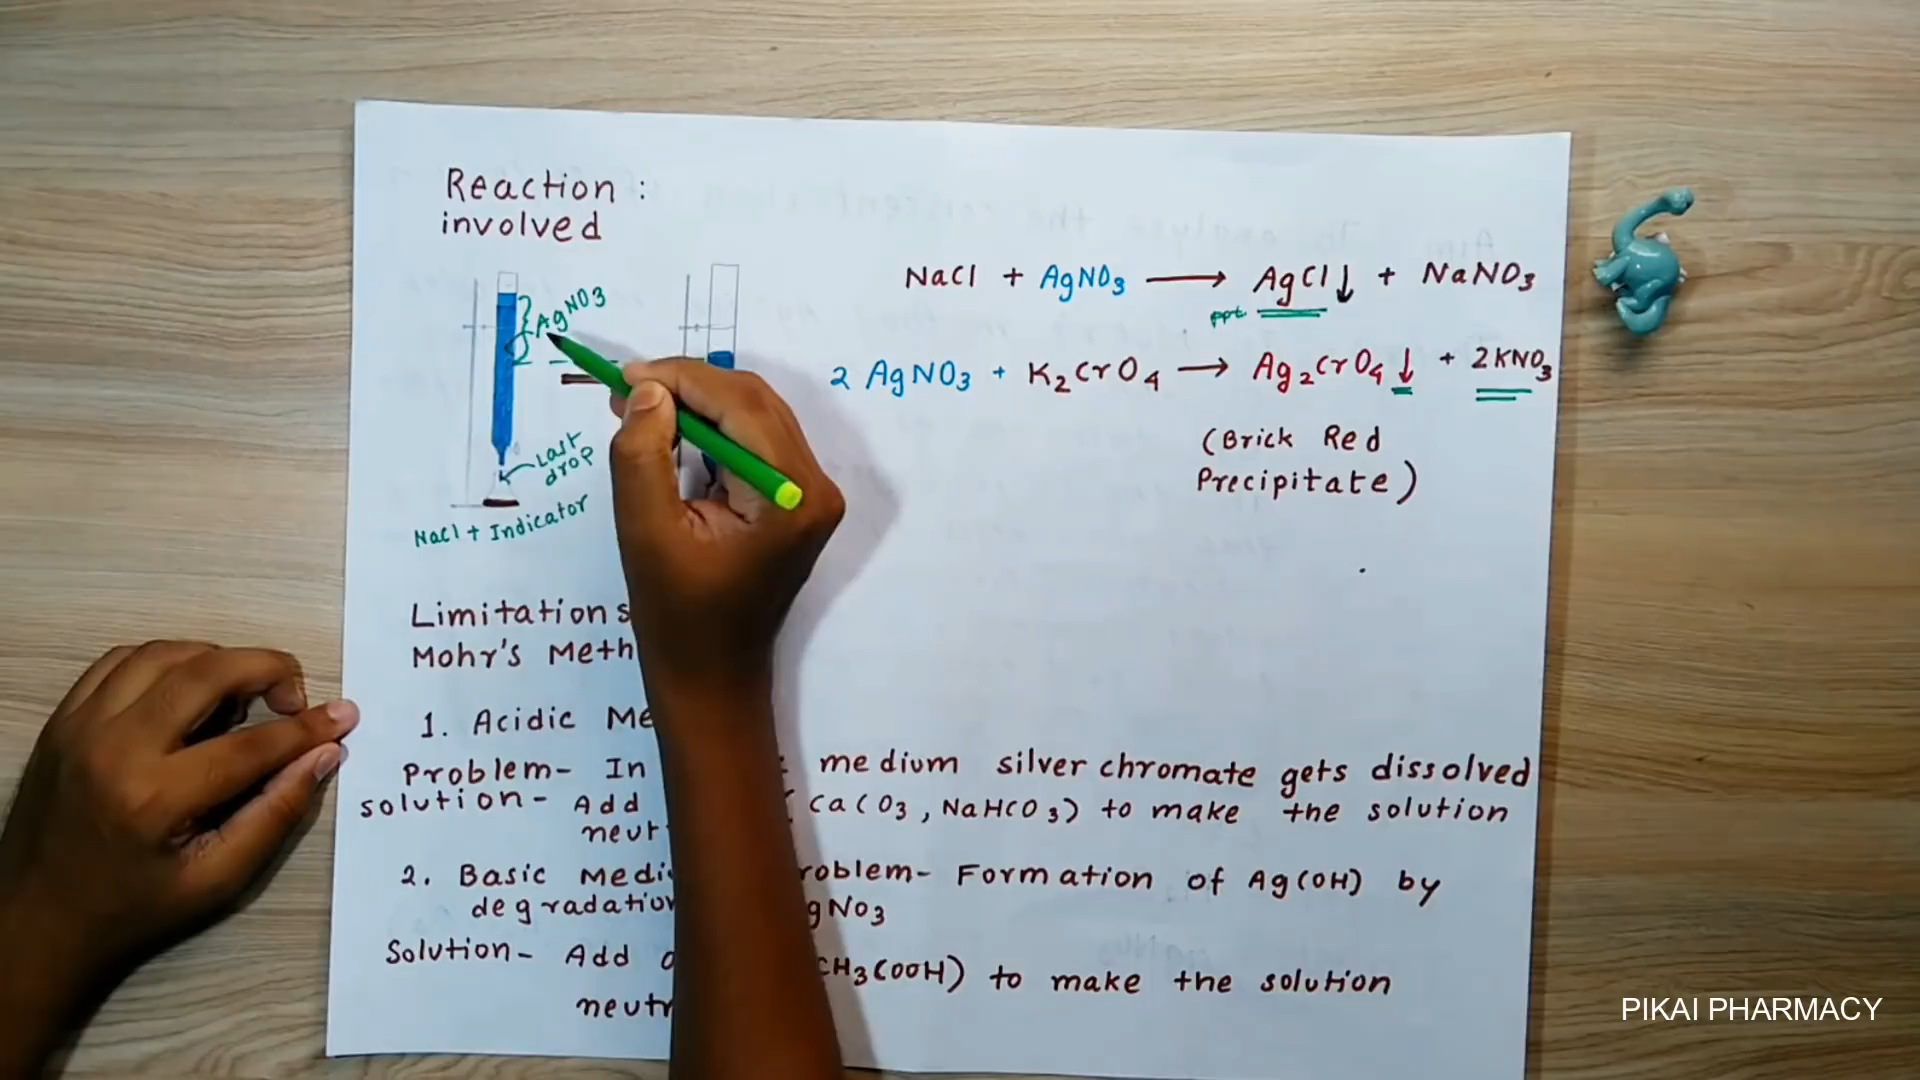 Reaction :
involved
AgNO3
Last
drop
NaCl + Indicator
NaCl + AgNO3 → AgCl↓ + NaNO3
ppt
2 AgNO3 + K2CrO4 → Ag2CrO4↓ + 2KNO3
(Brick Red
Precipitate)
Limitations
Mohr's Meth
1. Acidic Me
Problem- In medium silver chromate gets dissolved
solution- Add CaCO3, NaHCO3) to make the solution
neut
2. Basic Medi roblem- Formation of Ag(OH) by
degradation gNo3
Solution- Add CH3COOH) to make the solution
neutr
PIKAI PHARMACY